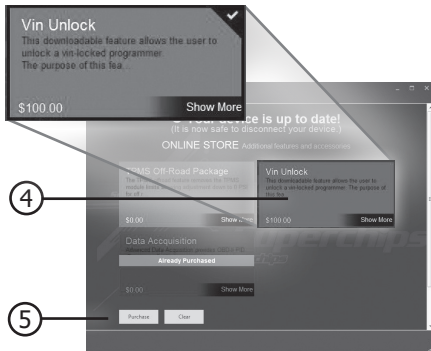 Vin Unlock
This downloadable feature allows the user to
unlock a vin-locked programmer.
The purpose of this fea...
$100.00
Show More
Your device is up to date!
(It is now safe to disconnect your device.)
ONLINE STORE Additional features and accessories
TPMS Off-Road Package
$0.00
Show More
Vin Unlock
This downloadable feature allows the user to
unlock a vin-locked programmer. The purpose of
this fea...
$100.00
Show More
Data Accquisition
Already Purchased
$0.00
Show More
Purchase
Clear
4
5